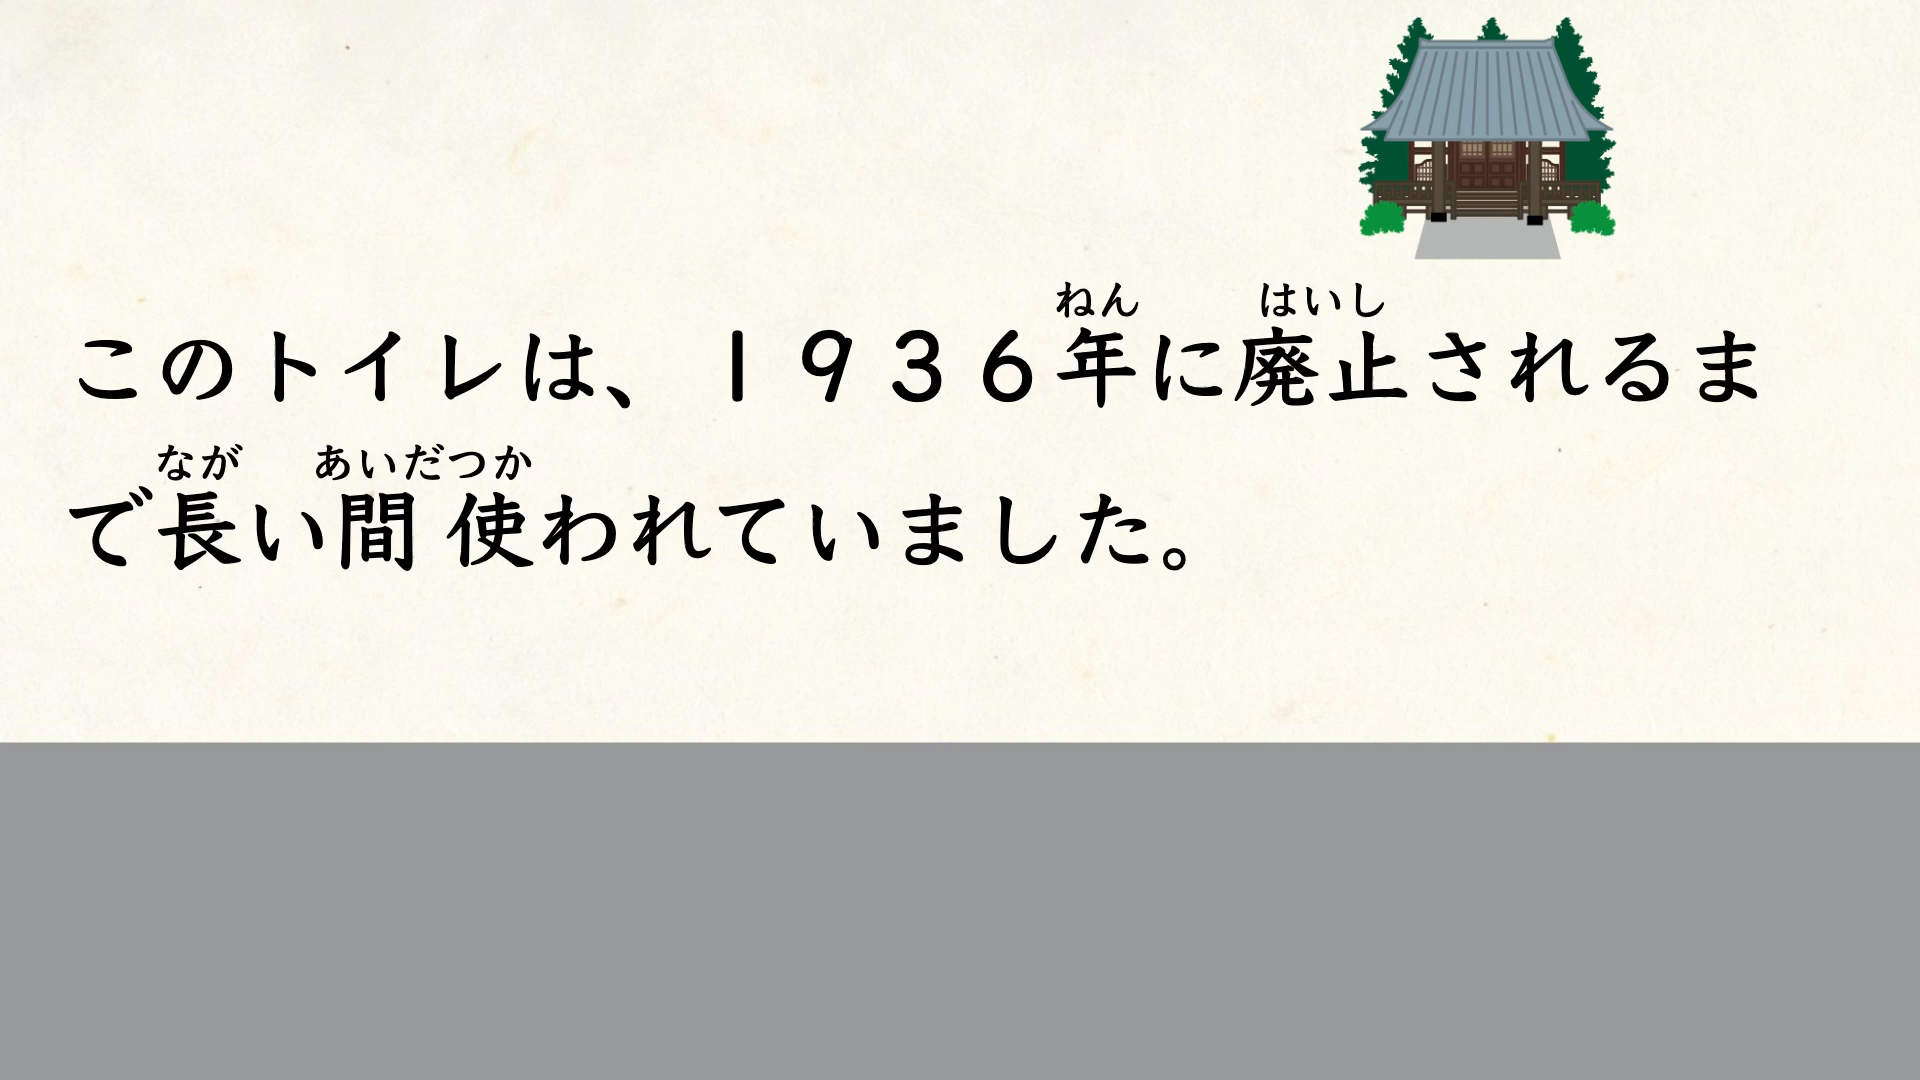 ねん はいし
このトイレは、１９３６年に廃止されるま
なが あいだつか
で長い間 使われていました。